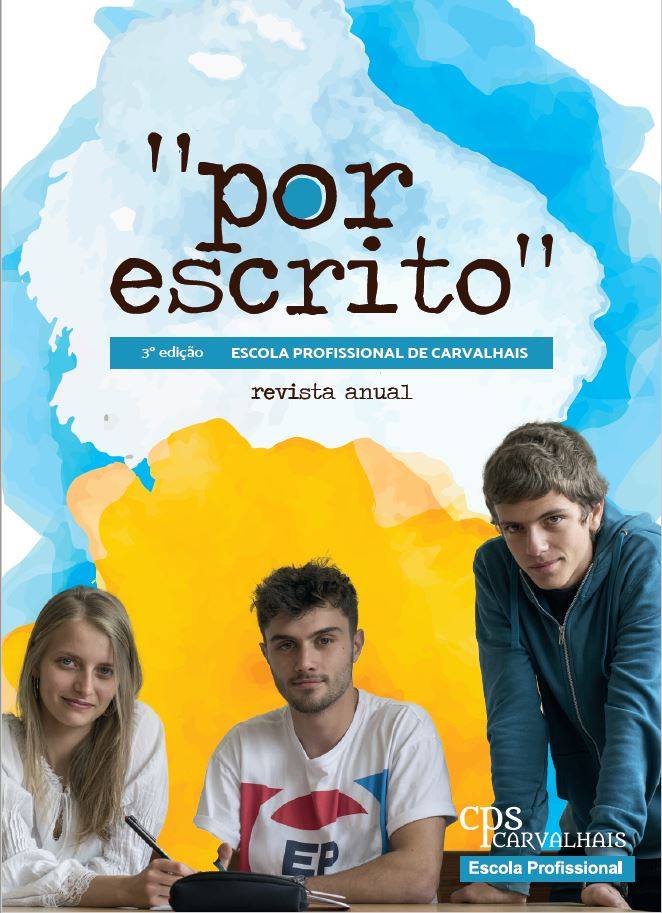 "por
escrito"
3º edição ESCOLA PROFISSIONAL DE CARVALHAIS
revista anual
EP
cps
CARVALHAIS
Escola Profissional